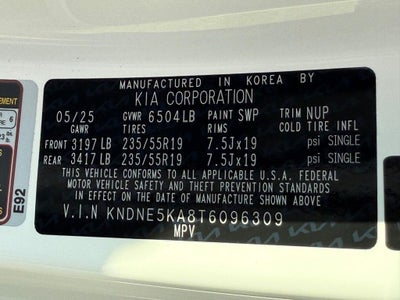 MANUFACTURED IN KOREA BY
KIA CORPORATION
05/25 GVWR 6504LB PAINT SWP TRIM NUP
GAWR TIRES RIMS COLD TIRE INFL
FRONT 3197 LB 235/55R19 7.5Jx19 psi SINGLE
REAR 3417 LB 235/55R19 7.5Jx19 psi SINGLE
THIS VEHICLE CONFORMS TO ALL APPLICABLE U.S.A. FEDERAL
MOTOR VEHICLE SAFETY AND THEFT PREVENTION STANDARDS
IN EFFECT ON THE DATE OF MANUFACTURE SHOWN ABOVE
V.I.N KNDNE5KA8T6096309
MPV
E92